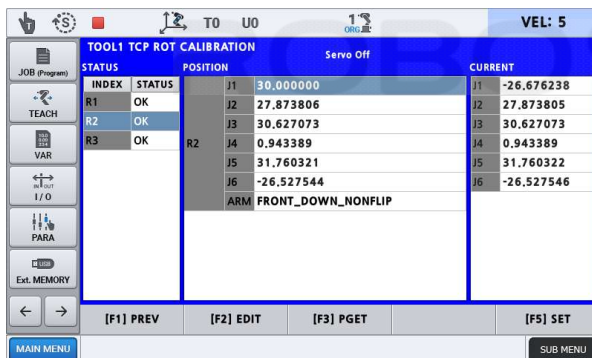 T0 U0 ORG VEL: 5
TOOL1 TCP ROT CALIBRATION Servo Off
STATUS POSITION CURRENT
INDEX STATUS
R1 OK
R2 OK
R3 OK
R2
J1 30,000000
J2 27,873806
J3 30,627073
J4 0,943389
J5 31,760321
J6 -26,527544
ARM FRONT_DOWN_NONFLIP
J1 -26,676238
J2 27,873805
J3 30,627073
J4 0,943389
J5 31,760322
J6 -26,527546
JOB (Program)
TEACH
VAR
IN OUT
I/O
PARA
USB
Ext. MEMORY
[F1] PREV [F2] EDIT [F3] PGET [F5] SET
MAIN MENU SUB MENU